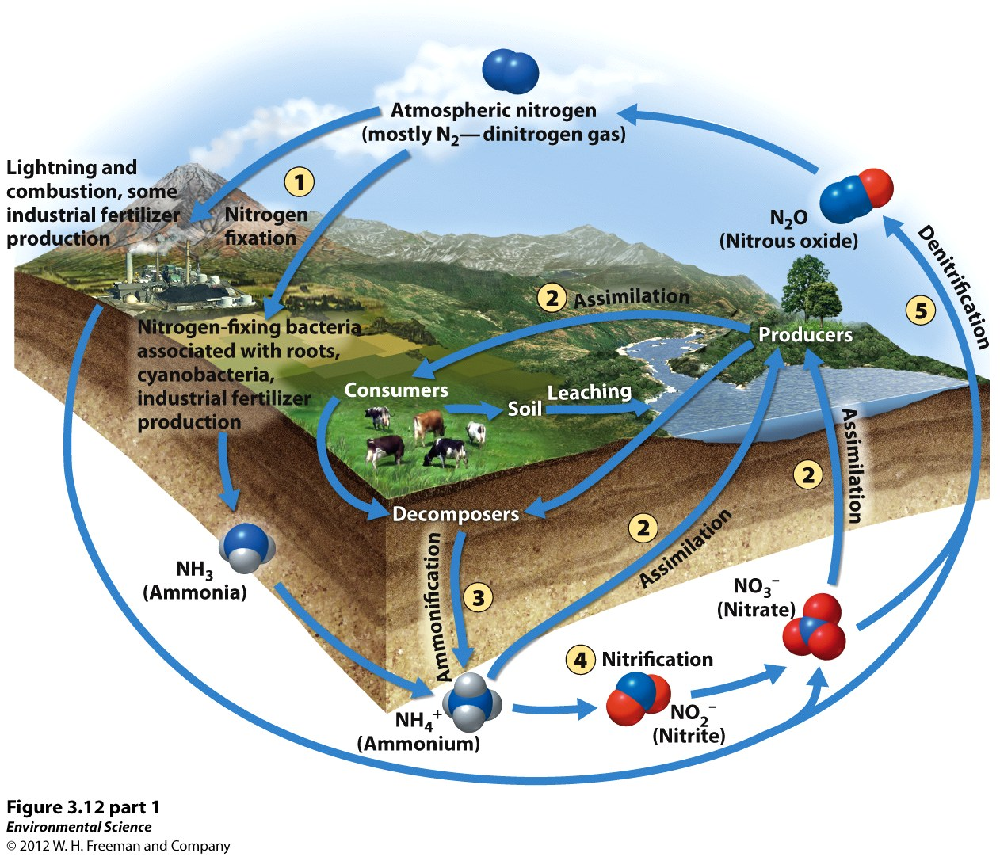 Atmospheric nitrogen
(mostly N₂—dinitrogen gas)
Lightning and
combustion, some
industrial fertilizer
production
1
Nitrogen
fixation
N₂O
(Nitrous oxide)
Denitrification
5
2 Assimilation
Producers
Nitrogen-fixing bacteria
associated with roots,
cyanobacteria,
industrial fertilizer
production
Consumers
Soil
Leaching
Assimilation
2
Decomposers
2
Assimilation
NH₃
(Ammonia)
Ammonification
3
NO₃⁻
(Nitrate)
4 Nitrification
NH₄⁺
(Ammonium)
NO₂⁻
(Nitrite)
Figure 3.12 part 1
Environmental Science
© 2012 W. H. Freeman and Company